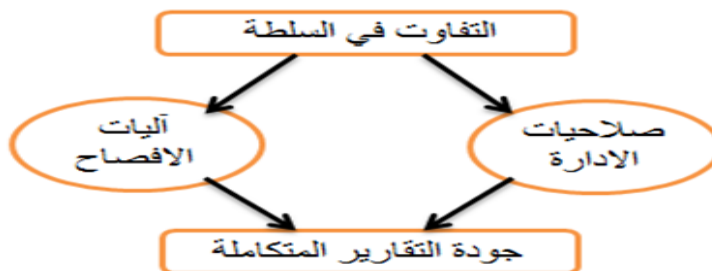 التفاوت في السلطة
صلاحيات
الادارة
آليات
الافصاح
جودة التقارير المتكاملة